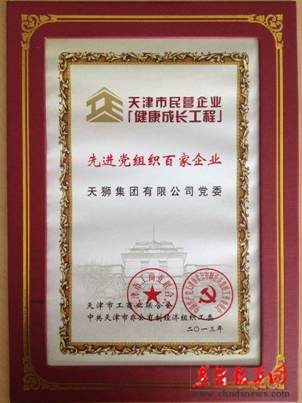 天津市民营企业
「健康成长工程」
先进党组织百家企业
天狮集团有限公司党委
天津市工商业联合会
中共天津市非公有制经济组织工委
二〇一三年
www.chndsnews.com